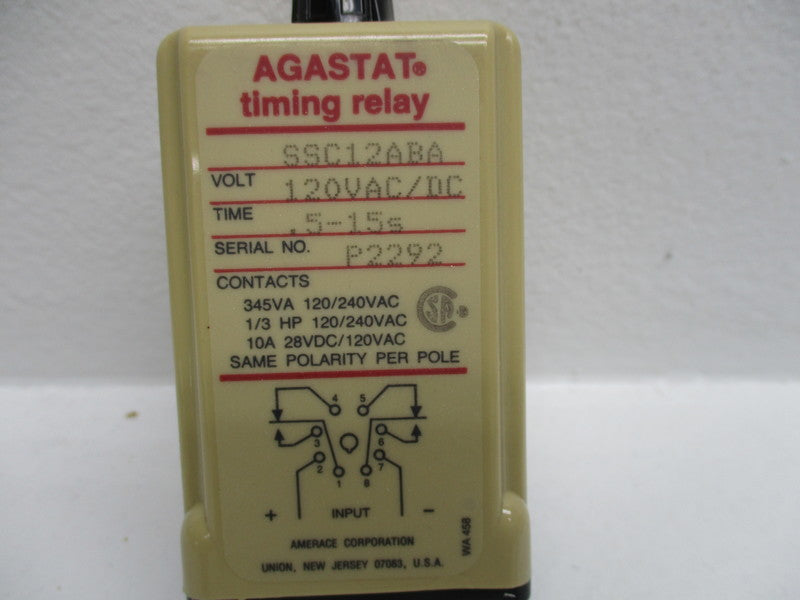 AGASTAT®
timing relay
SSC12ABA
VOLT 120VAC/DC
TIME .5-15s
SERIAL NO. P2292
CONTACTS
345VA 120/240VAC
1/3 HP 120/240VAC
10A 28VDC/120VAC
SAME POLARITY PER POLE
SA ®
4 5
3 6
2 7
1 8
+ INPUT −
WA 458
AMERACE CORPORATION
UNION, NEW JERSEY 07083, U.S.A.